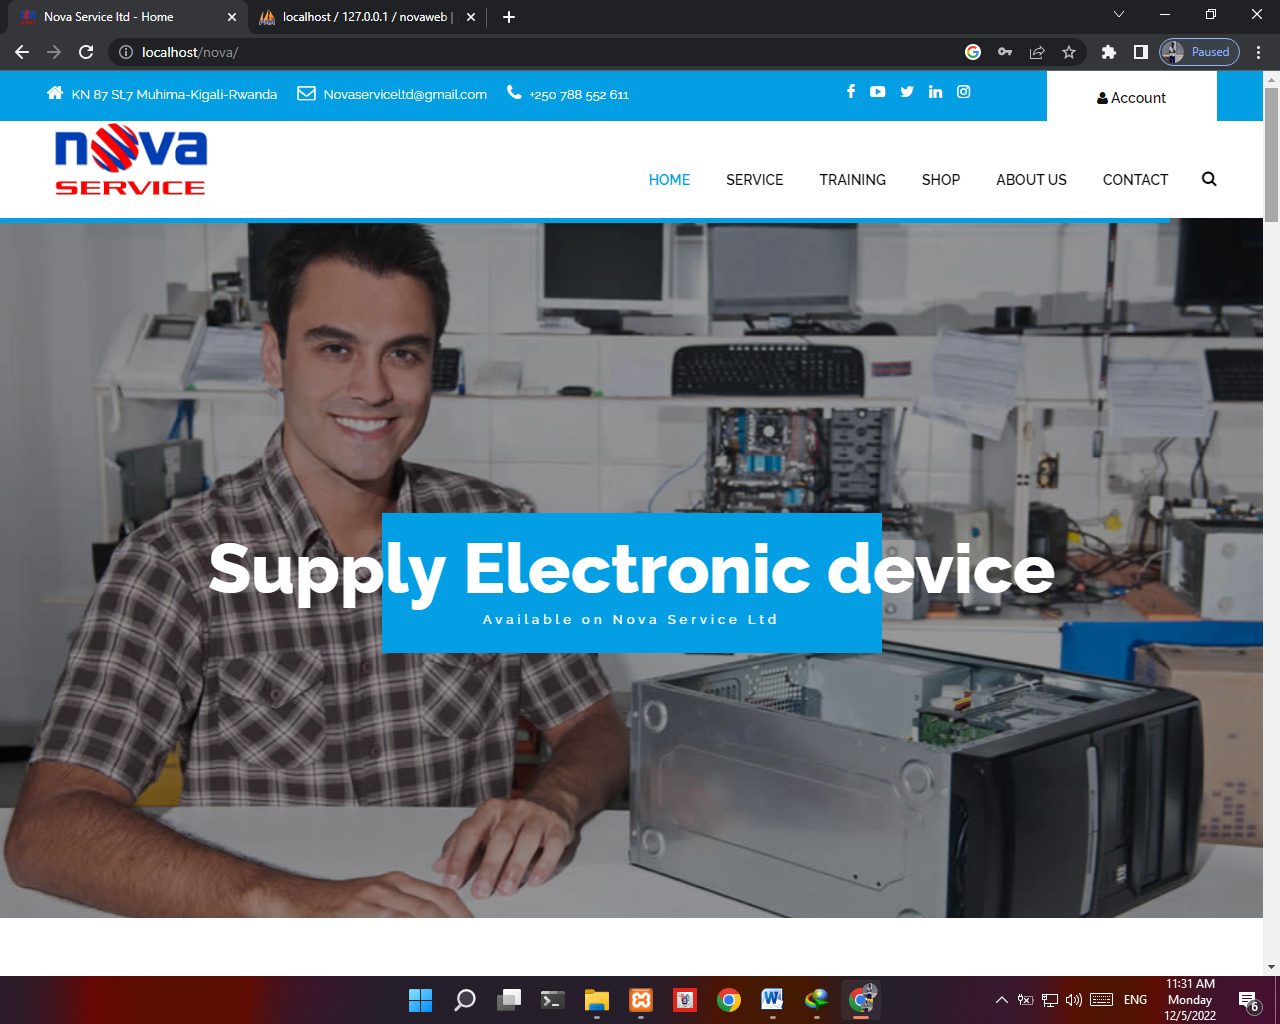 Nova Service ltd - Home
localhost / 127.0.0.1 / novaweb |
localhost/nova/
Paused
KN 87 St,7 Muhima-Kigali-Rwanda
Novaserviceltd@gmail.com
+250 788 552 611
Account
nova
SERVICE
HOME
SERVICE
TRAINING
SHOP
ABOUT US
CONTACT
Supply Electronic device
Available on Nova Service Ltd
ENG
11:31 AM
Monday
12/5/2022
6